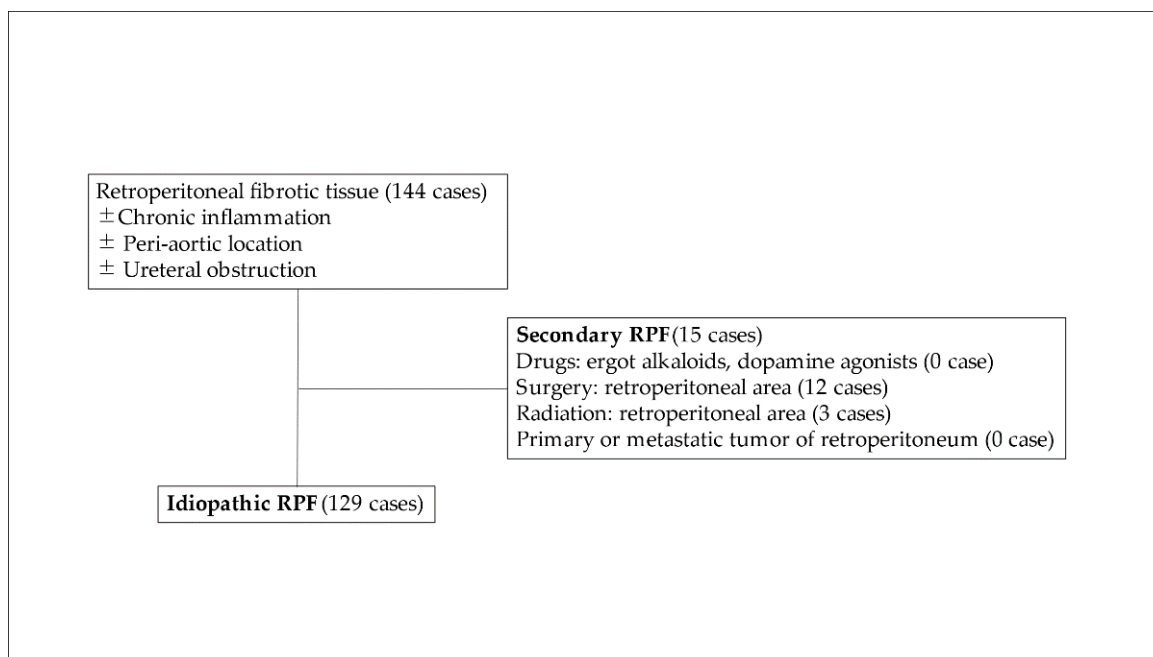 Retroperitoneal fibrotic tissue (144 cases)
±Chronic inflammation
± Peri-aortic location
± Ureteral obstruction
Secondary RPF(15 cases)
Drugs: ergot alkaloids, dopamine agonists (0 case)
Surgery: retroperitoneal area (12 cases)
Radiation: retroperitoneal area (3 cases)
Primary or metastatic tumor of retroperitoneum (0 case)
Idiopathic RPF(129 cases)